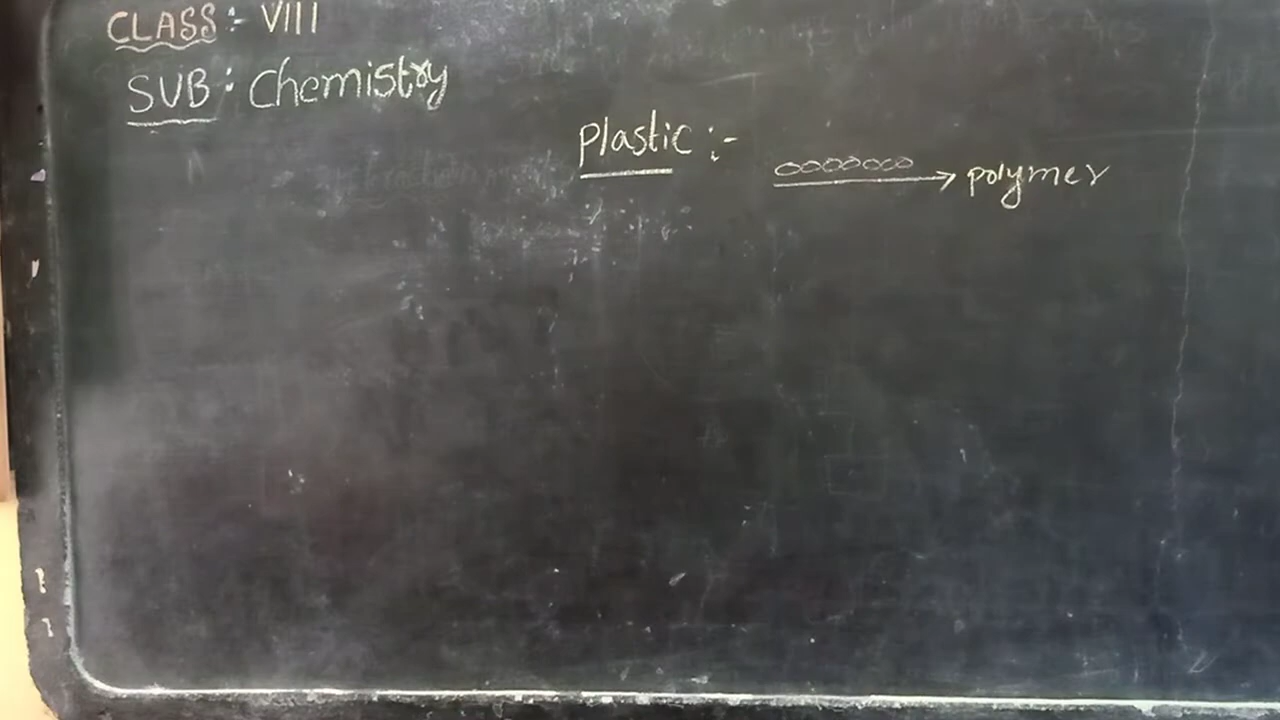 CLASS :- VIII
SUB : Chemistry
Plastic :-
→ polymer